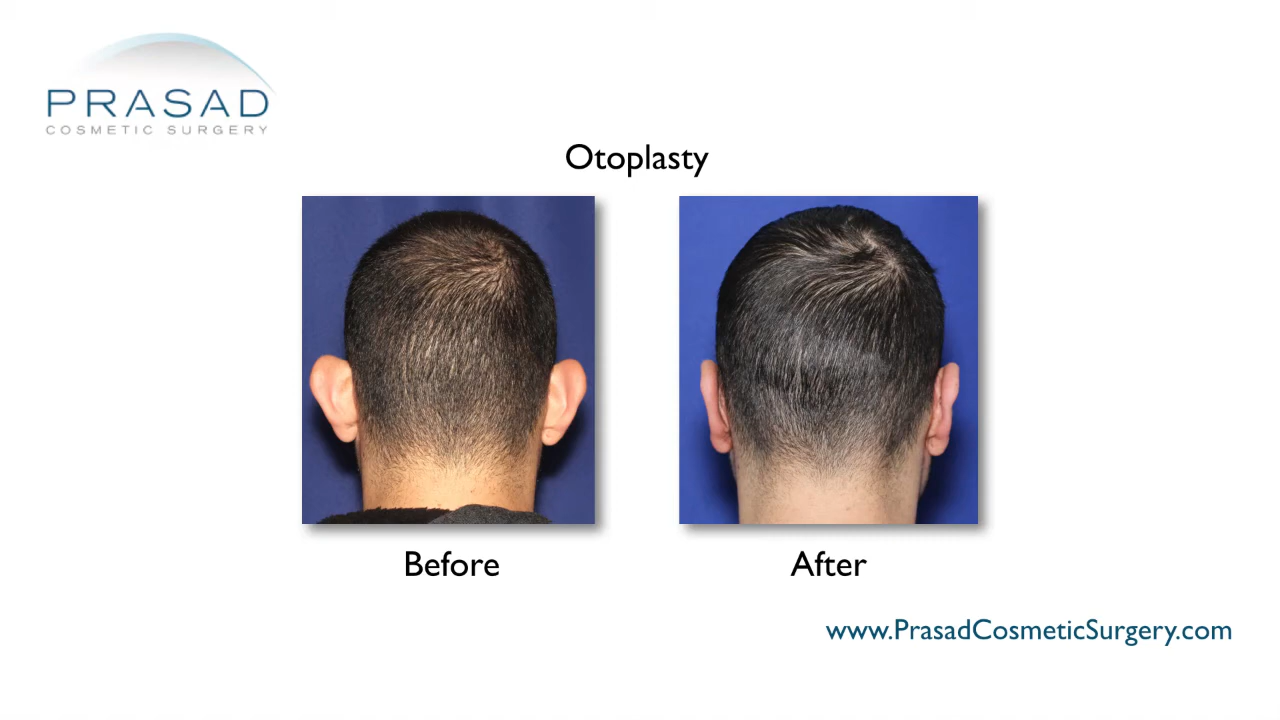 PRASAD
COSMETIC SURGERY
Otoplasty
Before
After
www.PrasadCosmeticSurgery.com